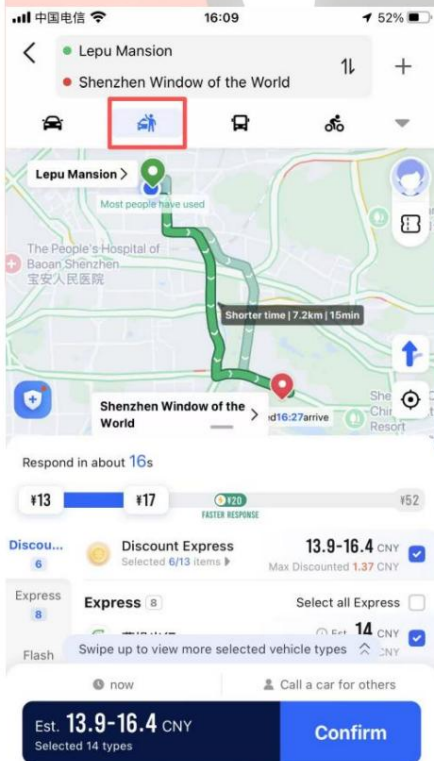 中国电信
16:09
52%
Lepu Mansion
Shenzhen Window of the World
Lepu Mansion >
Most people have used
The People's Hospital of
Baoan Shenzhen
宝安人民医院
Shorter time | 7.2km | 15min
Shenzhen Window of the
World >
16:27arrive
Resort
Respond in about 16s
¥13
¥17
¥20
FASTER RESPONSE
¥52
Discou...
6
Discount Express
Selected 6/13 items
13.9-16.4 CNY
Max Discounted 1.37 CNY
Express
8
Express 8
Select all Express
Est. 14 CNY
Flash
Swipe up to view more selected vehicle types
CNY
now
Call a car for others
Est. 13.9-16.4 CNY
Selected 14 types
Confirm